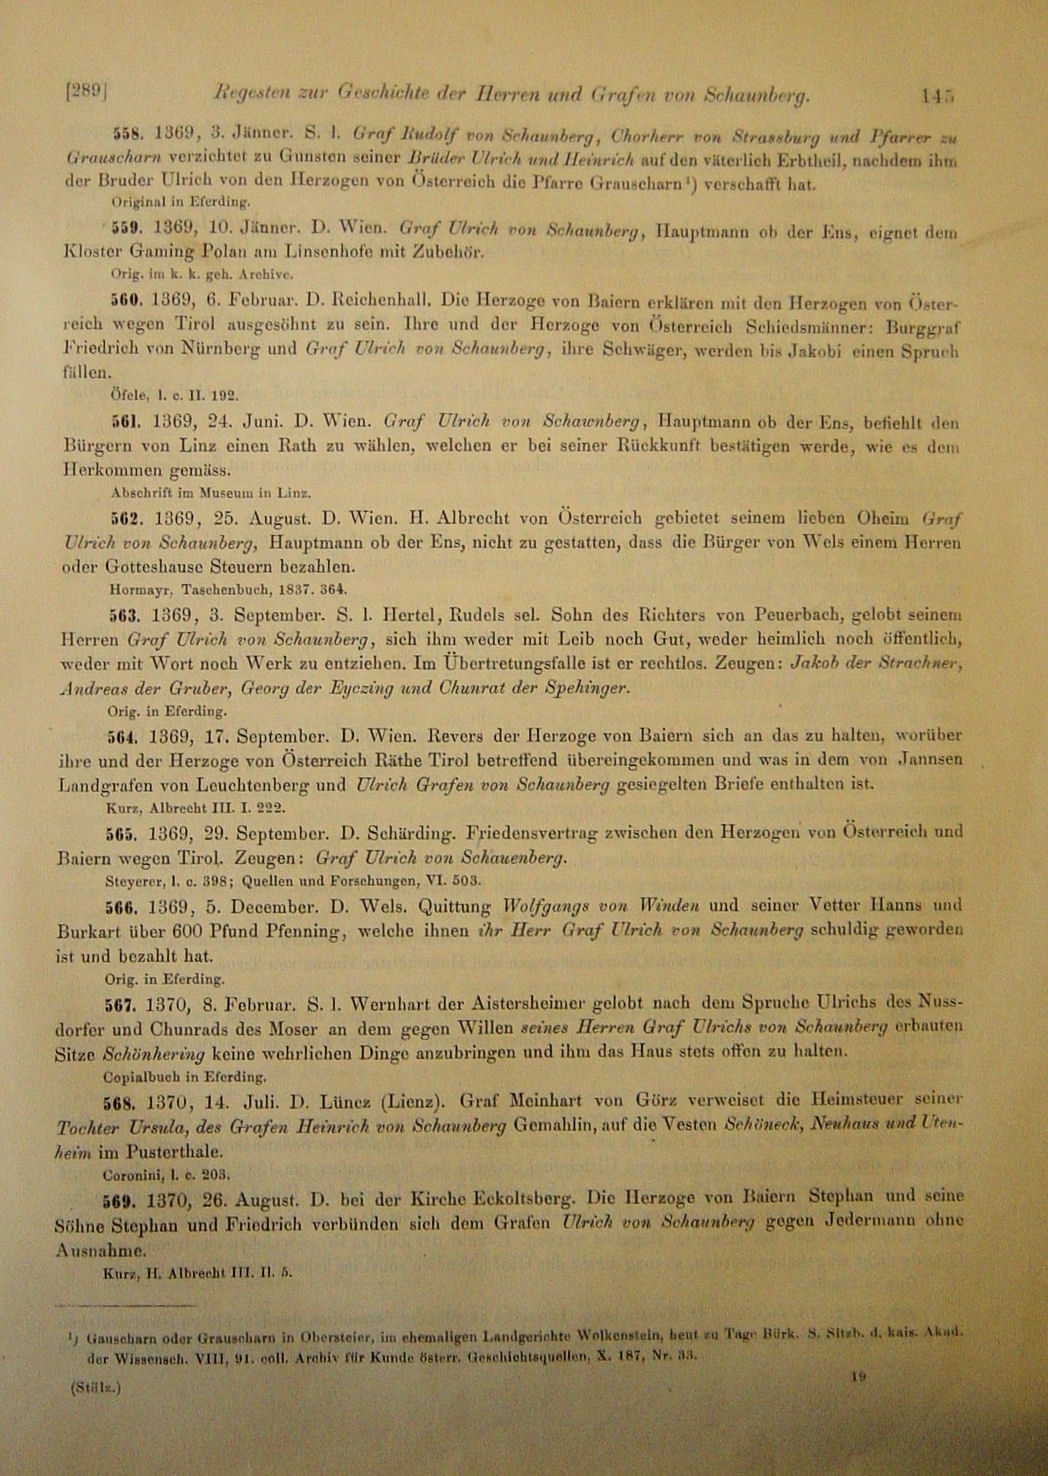 [289] Regesten zur Geschichte der Herren und Grafen von Schaunberg. 145
558. 1369, 3. Jänner. S. l. Graf Rudolf von Schaunberg, Chorherr von Strassburg und Pfarrer zu
Grauscharn verzichtet zu Gunsten seiner Brüder Ulrich und Heinrich auf den väterlich Erbtheil, nachdem ihm
der Bruder Ulrich von den Herzogen von Österreich die Pfarre Grauscharn¹) verschafft hat.
Original in Eferding.
559. 1369, 10. Jänner. D. Wien. Graf Ulrich von Schaunberg, Hauptmann ob der Ens, eignet dem
Kloster Gaming Polan am Linsenhofe mit Zubehör.
Orig. im k. k. geh. Archive.
560. 1369, 6. Februar. D. Reichenhall. Die Herzoge von Baiern erklären mit den Herzogen von Öster-
reich wegen Tirol ausgesöhnt zu sein. Ihre und der Herzoge von Österreich Schiedsmänner: Burggraf
Friedrich von Nürnberg und Graf Ulrich von Schaunberg, ihre Schwäger, werden bis Jakobi einen Spruch
fällen.
Öfele, l. c. II. 192.
561. 1369, 24. Juni. D. Wien. Graf Ulrich von Schawnberg, Hauptmann ob der Ens, befiehlt den
Bürgern von Linz einen Rath zu wählen, welchen er bei seiner Rückkunft bestätigen werde, wie es dem
Herkommen gemäss.
Abschrift im Museum in Linz.
562. 1369, 25. August. D. Wien. H. Albrecht von Österreich gebietet seinem lieben Oheim Graf
Ulrich von Schaunberg, Hauptmann ob der Ens, nicht zu gestatten, dass die Bürger von Wels einem Herren
oder Gotteshause Steuern bezahlen.
Hormayr, Taschenbuch, 1837. 364.
563. 1369, 3. September. S. l. Hertel, Rudels sel. Sohn des Richters von Peuerbach, gelobt seinem
Herren Graf Ulrich von Schaunberg, sich ihm weder mit Leib noch Gut, weder heimlich noch öffentlich,
weder mit Wort noch Werk zu entziehen. Im Übertretungsfalle ist er rechtlos. Zeugen: Jakob der Strachner,
Andreas der Gruber, Georg der Eyczing und Chunrat der Spehinger.
Orig. in Eferding.
564. 1369, 17. September. D. Wien. Revers der Herzoge von Baiern sich an das zu halten, worüber
ihre und der Herzoge von Österreich Räthe Tirol betreffend übereingekommen und was in dem von Jannsen
Landgrafen von Leuchtenberg und Ulrich Grafen von Schaunberg gesiegelten Briefe enthalten ist.
Kurz, Albrecht III. I. 222.
565. 1369, 29. September. D. Schärding. Friedensvertrag zwischen den Herzogen von Österreich und
Baiern wegen Tirol. Zeugen: Graf Ulrich von Schauenberg.
Steyerer, l. c. 398; Quellen und Forschungen, VI. 503.
566. 1369, 5. December. D. Wels. Quittung Wolfgangs von Winden und seiner Vetter Hanns und
Burkart über 600 Pfund Pfenning, welche ihnen ihr Herr Graf Ulrich von Schaunberg schuldig geworden
ist und bezahlt hat.
Orig. in Eferding.
567. 1370, 8. Februar. S. l. Wernhart der Aistersheimer gelobt nach dem Spruche Ulrichs des Nuss-
dorfer und Chunrads des Moser an dem gegen Willen seines Herren Graf Ulrichs von Schaunberg erbauten
Sitze Schönhering keine wehrlichen Dinge anzubringen und ihm das Haus stets offen zu halten.
Copialbuch in Eferding.
568. 1370, 14. Juli. D. Lüncz (Lienz). Graf Meinhart von Görz verweiset die Heimsteuer seiner
Tochter Ursula, des Grafen Heinrich von Schaunberg Gemahlin, auf die Vesten Schöneck, Neuhaus und Uten-
heim im Pusterthale.
Coronini, l. c. 203.
569. 1370, 26. August. D. bei der Kirche Eckoltsberg. Die Herzoge von Baiern Stephan und seine
Söhne Stephan und Friedrich verbünden sich dem Grafen Ulrich von Schaunberg gegen Jedermann ohne
Ausnahme.
Kurz, H. Albrecht III. II. 5.
¹) Gauscharn oder Grauscharn in Obersteier, im ehemaligen Landgerichte Wolkenstein, heut zu Tage Pürk. S. Sitzb. d. kais. Akad.
der Wissensch. VIII, 91. coll. Archiv für Kunde österr. Geschichtsquellen, X. 187, Nr. 33.
(Stülz.) 19